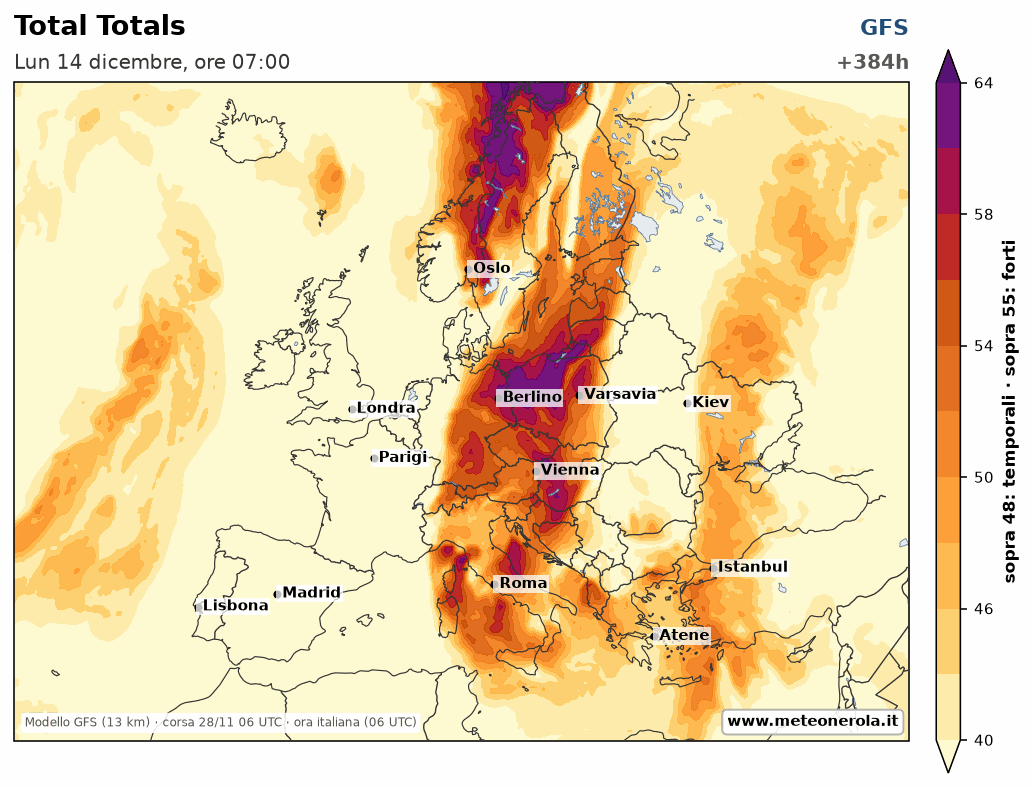 Total Totals
GFS
Lun 14 dicembre, ore 07:00
+384h
64
58
54
50
46
40
sopra 48: temporali · sopra 55: forti
Oslo
Berlino
Varsavia
Kiev
Londra
Parigi
Vienna
Istanbul
Roma
Madrid
Lisbona
Atene
Modello GFS (13 km) · corsa 28/11 06 UTC · ora italiana (06 UTC)
www.meteonerola.it